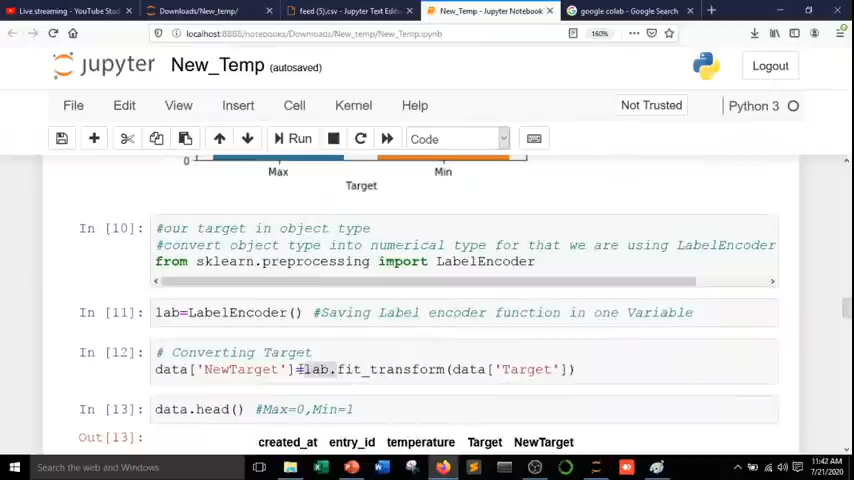 Live streaming - YouTube Stud
Downloads/New_temp/
feed (5).csv - Jupyter Text Edito
New_Temp - Jupyter Notebook
google colab - Google Search
localhost:8888/notebooks/Downloads/New_temp/New_Temp.ipynb
160%
jupyter New_Temp (autosaved)
Logout
File Edit View Insert Cell Kernel Help
Not Trusted
Python 3
Run
Code
0
Max Min
Target
In [10]: #our target in object type
#convert object type into numerical type for that we are using LabelEncoder
from sklearn.preprocessing import LabelEncoder
In [11]: lab=LabelEncoder() #Saving Label encoder function in one Variable
In [12]: # Converting Target
data['NewTarget']=lab.fit_transform(data['Target'])
In [13]: data.head() #Max=0,Min=1
Out[13]: created_at entry_id temperature Target NewTarget
Search the web and Windows
11:42 AM
7/21/2020